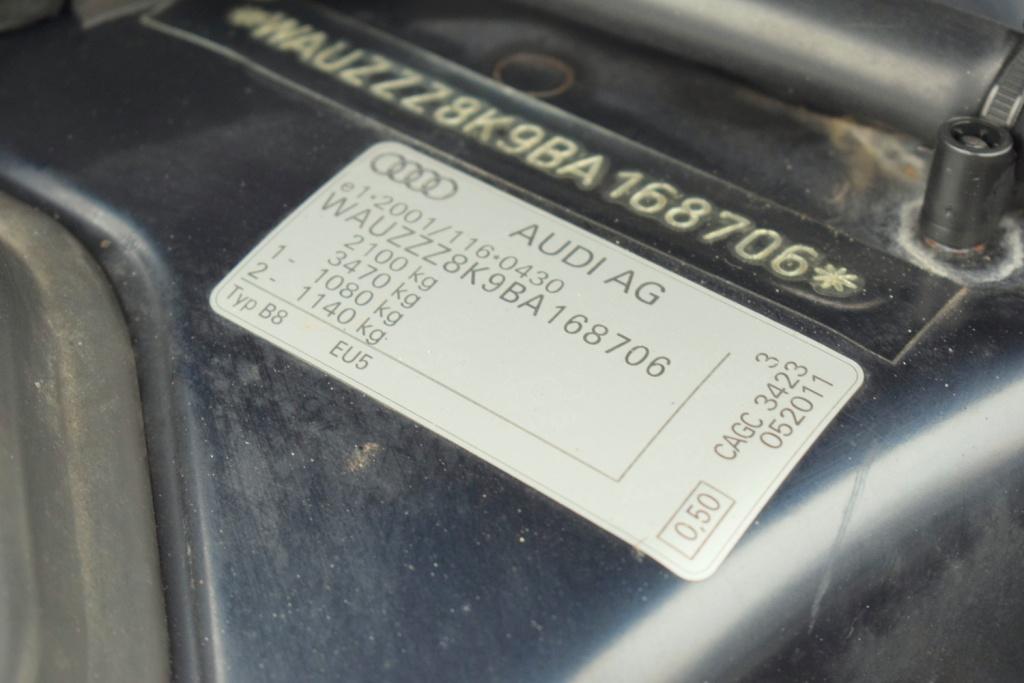 *WAUZZZ8K9BA168706*
AUDI AG
e1*2001/116*0430
WAUZZZ8K9BA168706
2100 kg
3470 kg
1 - 1080 kg
2 - 1140 kg
Typ B8
EU5
3
CAGC 3423
052011
0,50